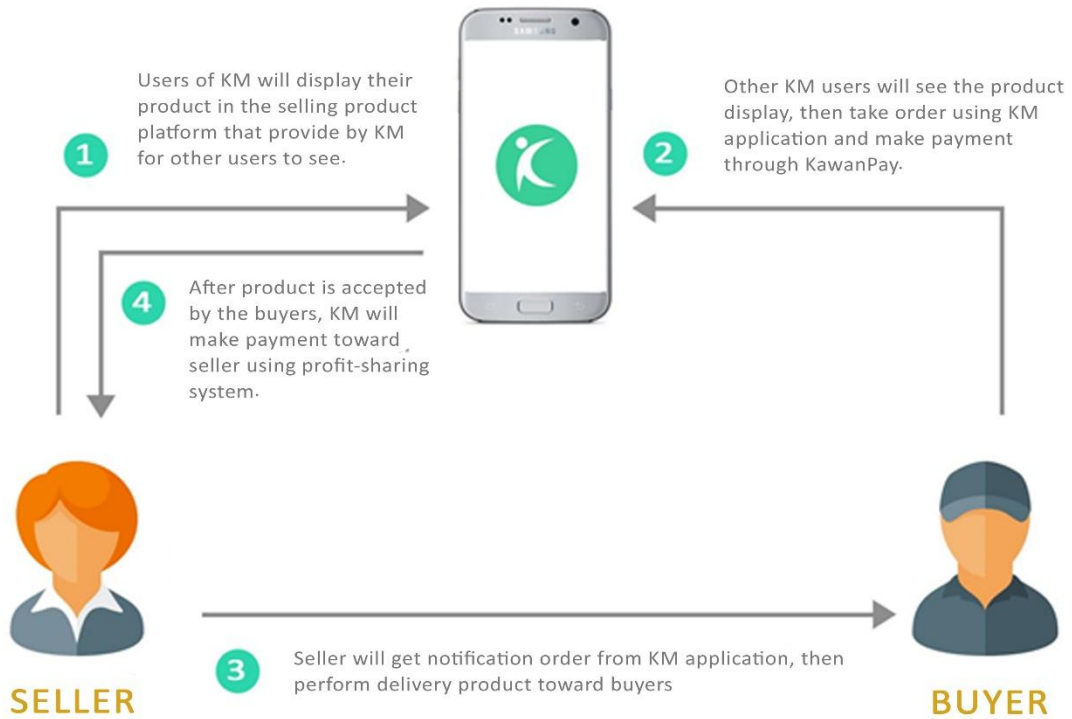 SAMSUNG
1
Users of KM will display their
product in the selling product
platform that provide by KM
for other users to see.
2
Other KM users will see the product
display, then take order using KM
application and make payment
through KawanPay.
4
After product is accepted
by the buyers, KM will
make payment toward
seller using profit-sharing
system.
3
Seller will get notification order from KM application, then
perform delivery product toward buyers
SELLER
BUYER